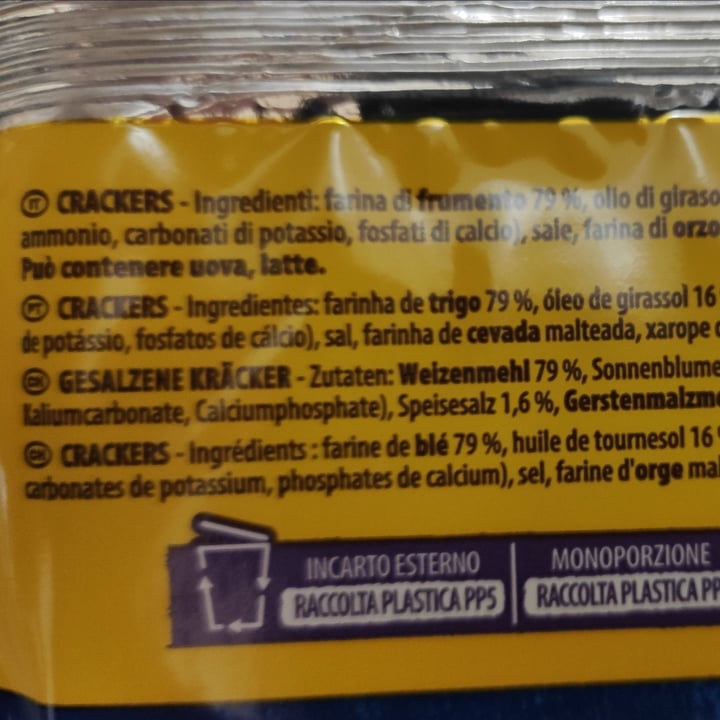 IT CRACKERS - Ingredienti: farina di frumento 79 %, olio di giraso
ammonio, carbonati di potassio, fosfati di calcio), sale, farina di orzo
Può contenere uova, latte.
PT CRACKERS - Ingredientes: farinha de trigo 79 %, óleo de girassol 16
de potássio, fosfatos de cálcio), sal, farinha de cevada malteada, xarope d
GESALZENE KRÄCKER - Zutaten: Weizenmehl 79 %, Sonnenblume
Kaliumcarbonate, Calciumphosphate), Speisesalz 1,6 %, Gerstenmalzme
CRACKERS - Ingrédients : farine de blé 79 %, huile de tournesol 16 %
carbonates de potassium, phosphates de calcium), sel, farine d'orge mal
INCARTO ESTERNO
RACCOLTA PLASTICA PP5
MONOPORZIONE
RACCOLTA PLASTICA PP